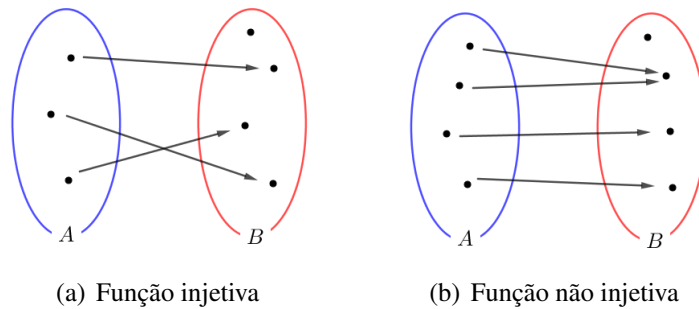 A B
A B
(a) Função injetiva
(b) Função não injetiva